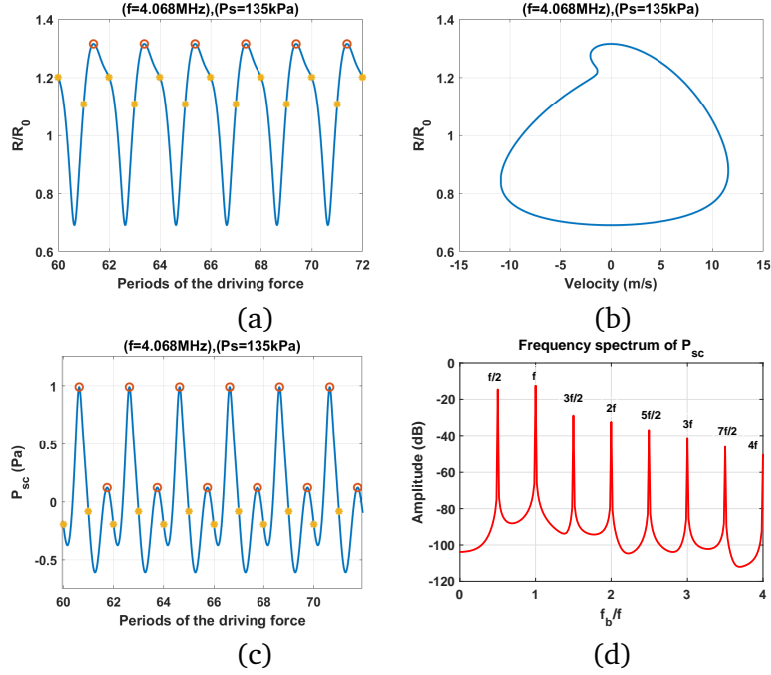 (f=4.068MHz),(Ps=135kPa)
1.4
1.2
1
0.8
0.6
R/R0
60 62 64 66 68 70 72
Periods of the driving force
(a)
(f=4.068MHz),(Ps=135kPa)
1.4
1.2
1
0.8
0.6
R/R0
-15 -10 -5 0 5 10 15
Velocity (m/s)
(b)
(f=4.068MHz),(Ps=135kPa)
1
0.5
0
-0.5
Psc (Pa)
60 62 64 66 68 70
Periods of the driving force
(c)
Frequency spectrum of Psc
0
-20
-40
-60
-80
-100
-120
Amplitude (dB)
f/2 f 3f/2 2f 5f/2 3f 7f/2 4f
0 1 2 3 4
fb/f
(d)